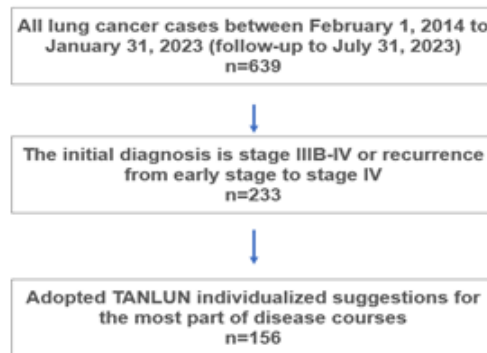 All lung cancer cases between February 1, 2014 to
January 31, 2023 (follow-up to July 31, 2023)
n=639
The initial diagnosis is stage IIIB-IV or recurrence
from early stage to stage IV
n=233
Adopted TANLUN individualized suggestions for
the most part of disease courses
n=156